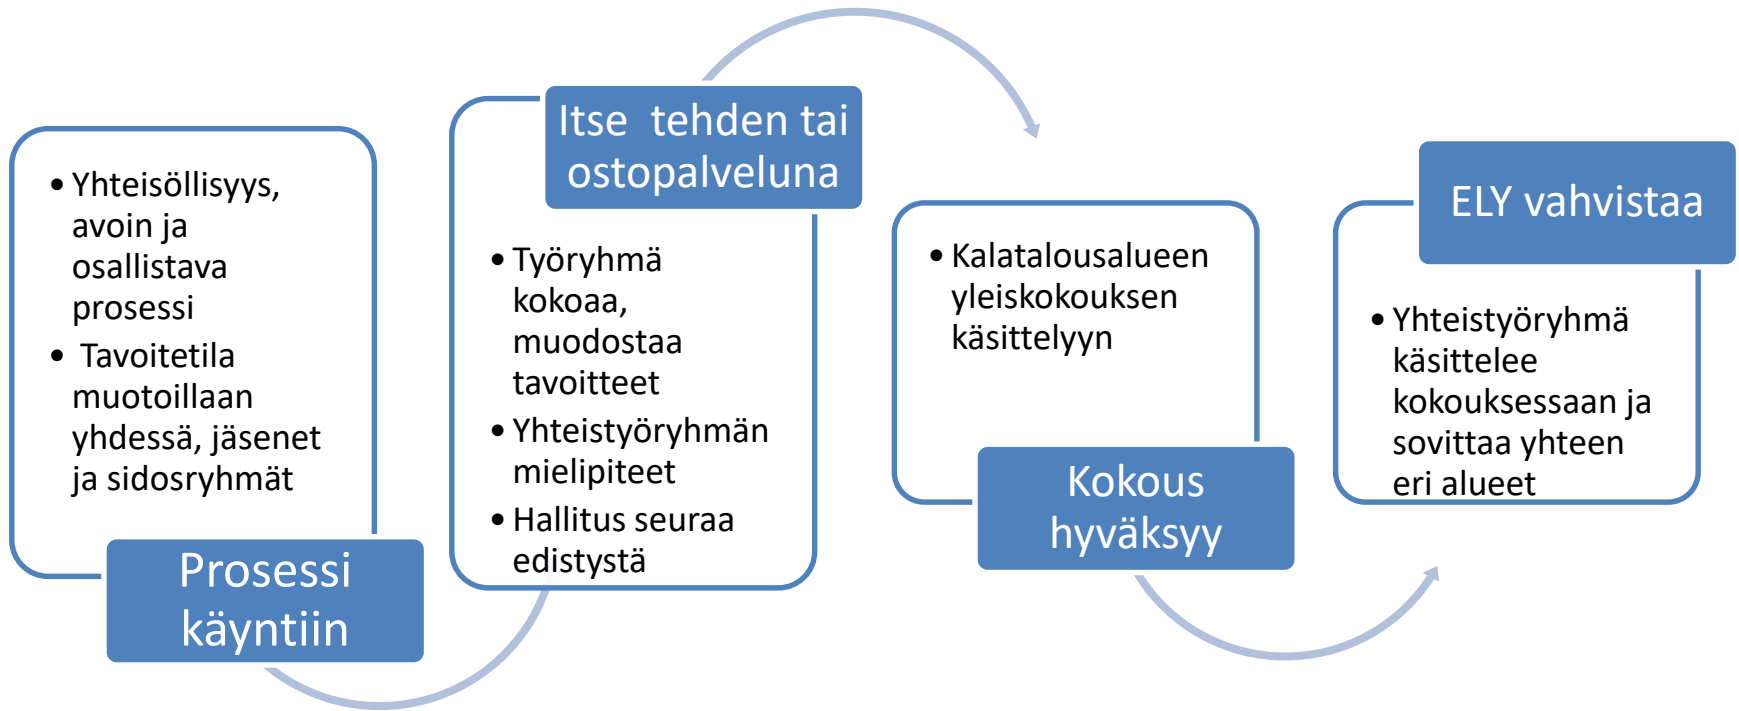 • Yhteisöllisyys,
avoin ja
osallistava
prosessi
• Tavoitetila
muotoillaan
yhdessä, jäsenet
ja sidosryhmät
Prosessi
käyntiin
Itse tehden tai
ostopalveluna
• Työryhmä
kokoaa,
muodostaa
tavoitteet
• Yhteistyöryhmän
mielipiteet
• Hallitus seuraa
edistystä
• Kalatalousalueen
yleiskokouksen
käsittelyyn
Kokous
hyväksyy
ELY vahvistaa
• Yhteistyöryhmä
käsittelee
kokouksessaan ja
sovittaa yhteen
eri alueet